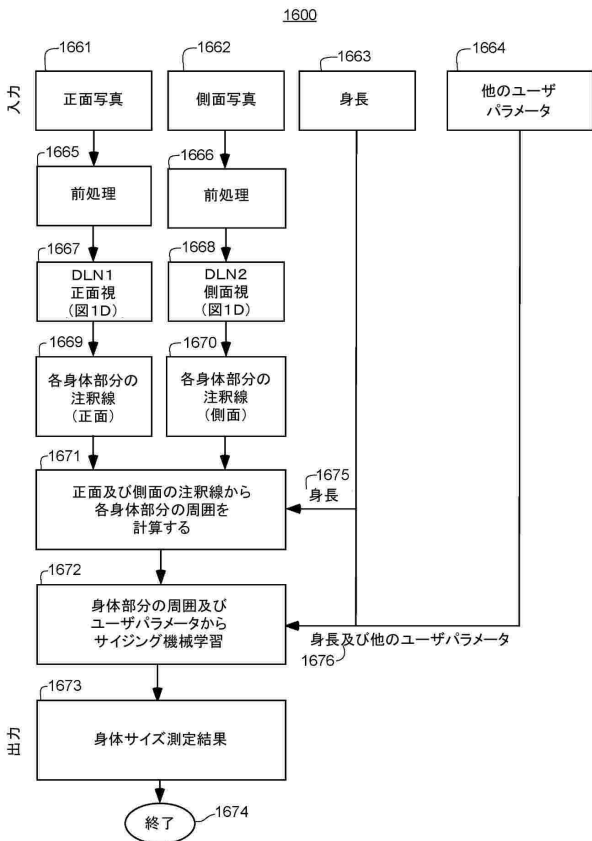 1600
1661
1662
1663
1664
入力
正面写真
側面写真
身長
他のユーザ
パラメータ
1665
1666
前処理
前処理
1667
1668
DLN1
正面視
(図1D)
DLN2
側面視
(図1D)
1669
1670
各身体部分の
注釈線
(正面)
各身体部分の
注釈線
(側面)
1671
正面及び側面の注釈線から
各身体部分の周囲を
計算する
1675
身長
1672
身体部分の周囲及び
ユーザパラメータから
サイジング機械学習
身長及び他のユーザパラメータ
1676
1673
出力
身体サイズ測定結果
終了
1674